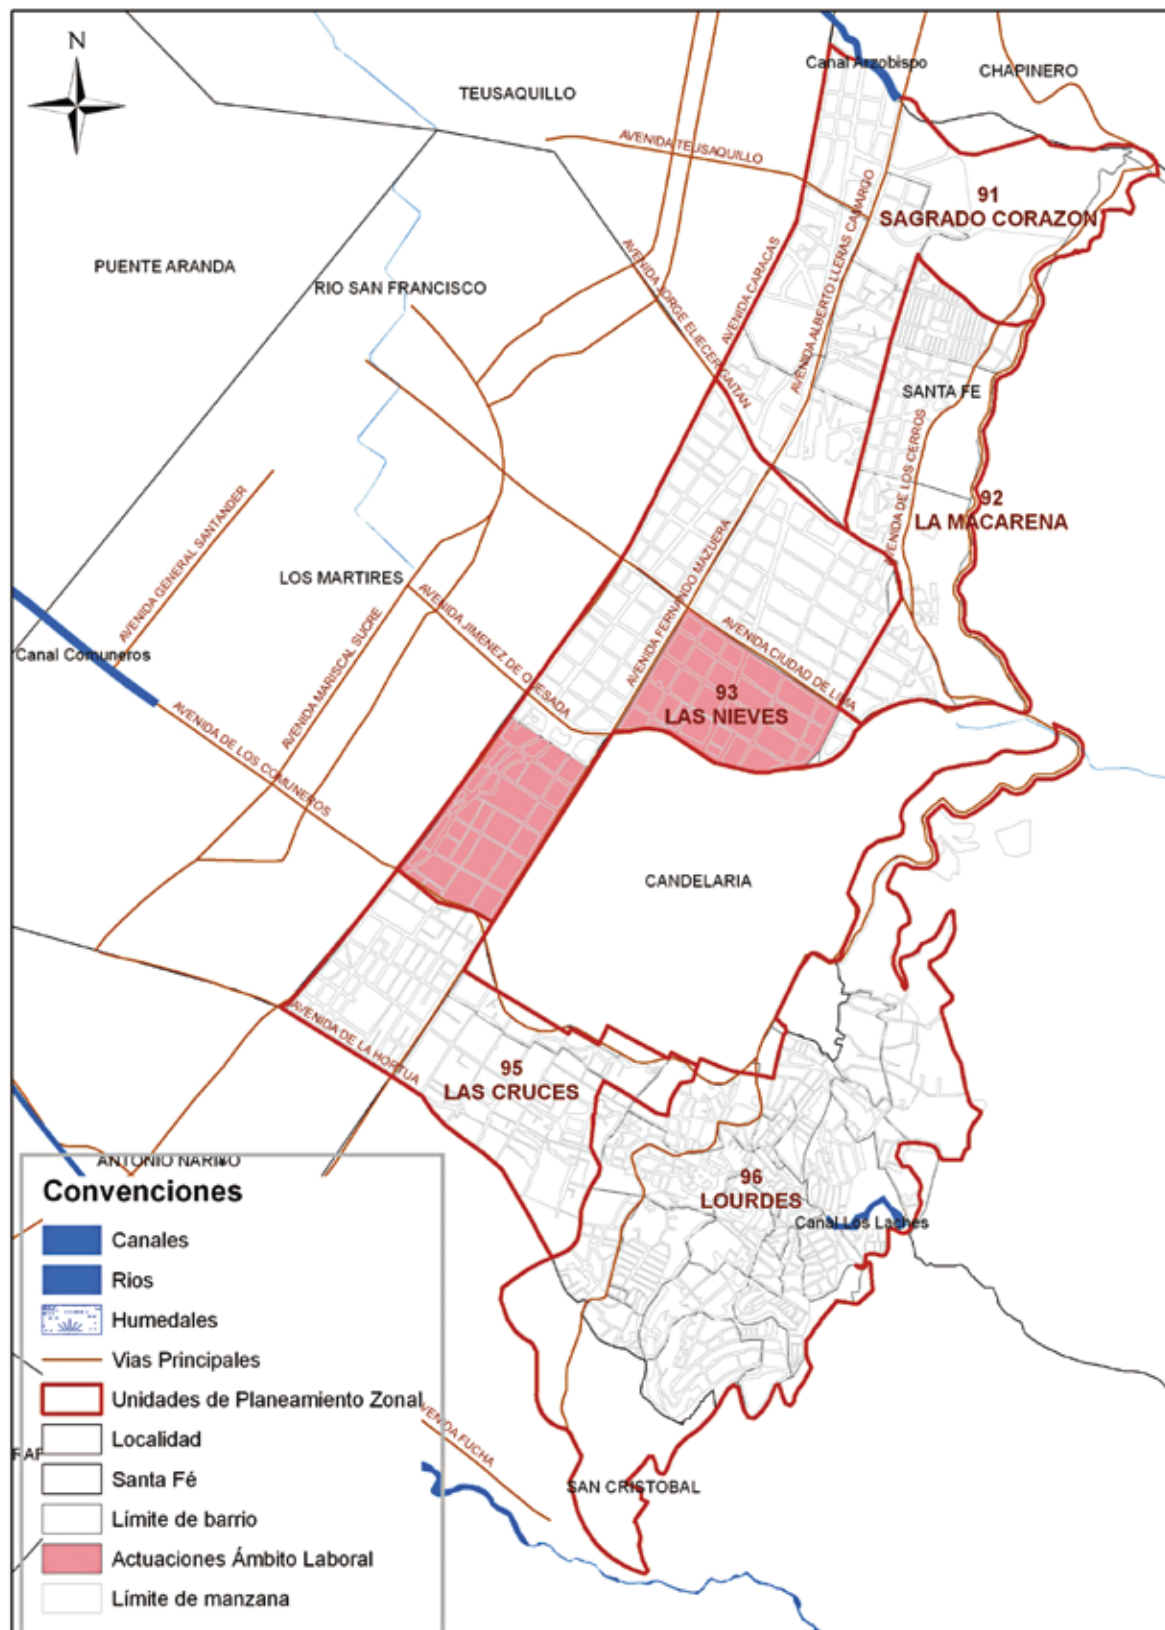 N
Canal Arzobispo
CHAPINERO
TEUSAQUILLO
AVENIDA TEUSAQUILLO
91
SAGRADO CORAZON
AVENIDA ALBERTO LLERAS CAMARGO
AVENIDA CARACAS
AVENIDA JORGE ELIECER GAITAN
PUENTE ARANDA
RIO SAN FRANCISCO
SANTA FE
AVENIDA DE LOS CERROS
92
LA MACARENA
AVENIDA GENERAL SANTANDER
LOS MARTIRES
AVENIDA FERNANDO MAZUERA
AVENIDA JIMENEZ DE QUESADA
AVENIDA MARISCAL SUCRE
AVENIDA CIUDAD DE LIMA
Canal Comuneros
93
LAS NIEVES
AVENIDA DE LOS COMUNEROS
CANDELARIA
AVENIDA DE LA HORTUA
95
LAS CRUCES
ANTONIO NARIÑO
96
LOURDES
Canal Los Laches
Convenciones
Canales
Rios
Humedales
Vias Principales
Unidades de Planeamiento Zonal
Localidad
Santa Fé
Límite de barrio
Actuaciones Ámbito Laboral
Límite de manzana
VENIDA FUCHA
RAF
SAN CRISTOBAL